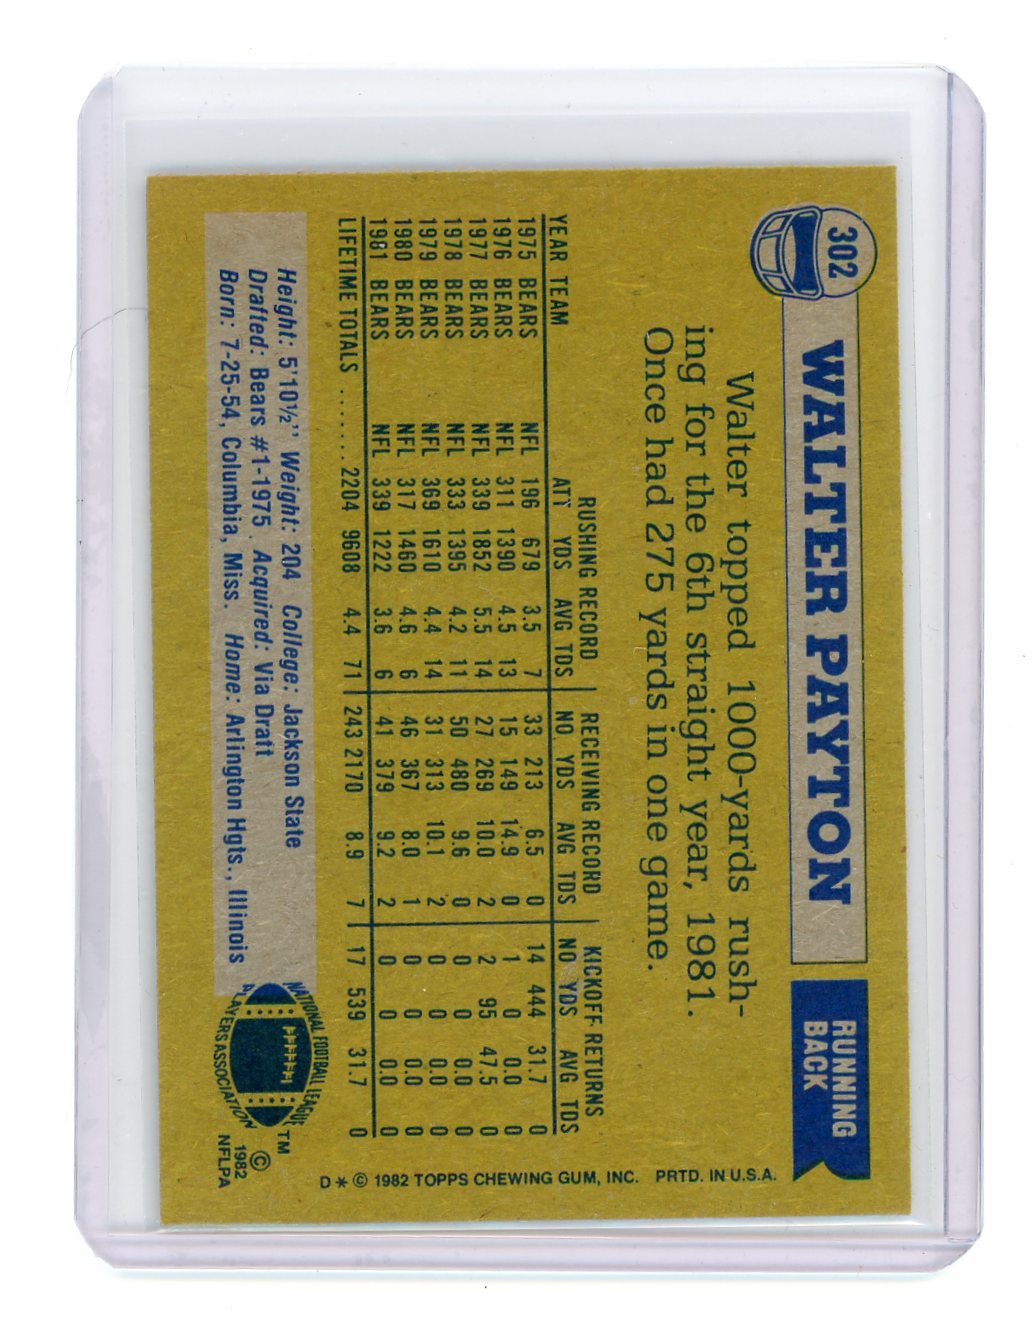 302
WALTER PAYTON
RUNNING
BACK
Walter topped 1000-yards rush-
ing for the 6th straight year, 1981.
Once had 275 yards in one game.
RUSHING RECORD RECEIVING RECORD KICKOFF RETURNS
YEAR TEAM ATT YDS AVG TDS NO YDS AVG TDS NO YDS AVG TDS
1975 BEARS NFL 196 679 3.5 7 33 213 6.5 0 14 444 31.7 0
1976 BEARS NFL 311 1390 4.5 13 15 149 14.9 0 1 0 0.0 0
1977 BEARS NFL 339 1852 5.5 14 27 269 10.0 2 2 95 47.5 0
1978 BEARS NFL 333 1395 4.2 11 50 480 9.6 0 0 0 0.0 0
1979 BEARS NFL 369 1610 4.4 14 31 313 10.1 2 0 0 0.0 0
1980 BEARS NFL 317 1460 4.6 6 46 367 8.0 1 0 0 0.0 0
1981 BEARS NFL 339 1222 3.6 6 41 379 9.2 2 0 0 0.0 0
LIFETIME TOTALS ........ 2204 9608 4.4 71 243 2170 8.9 7 17 539 31.7 0
Height: 5'10½" Weight: 204 College: Jackson State
Drafted: Bears #1-1975. Acquired: Via Draft
Born: 7-25-54, Columbia, Miss. Home: Arlington Hgts., Illinois
NATIONAL FOOTBALL LEAGUE
PLAYERS ASSOCIATION
TM
©
1982
NFLPA
D * © 1982 TOPPS CHEWING GUM, INC. PRTD. IN U.S.A.